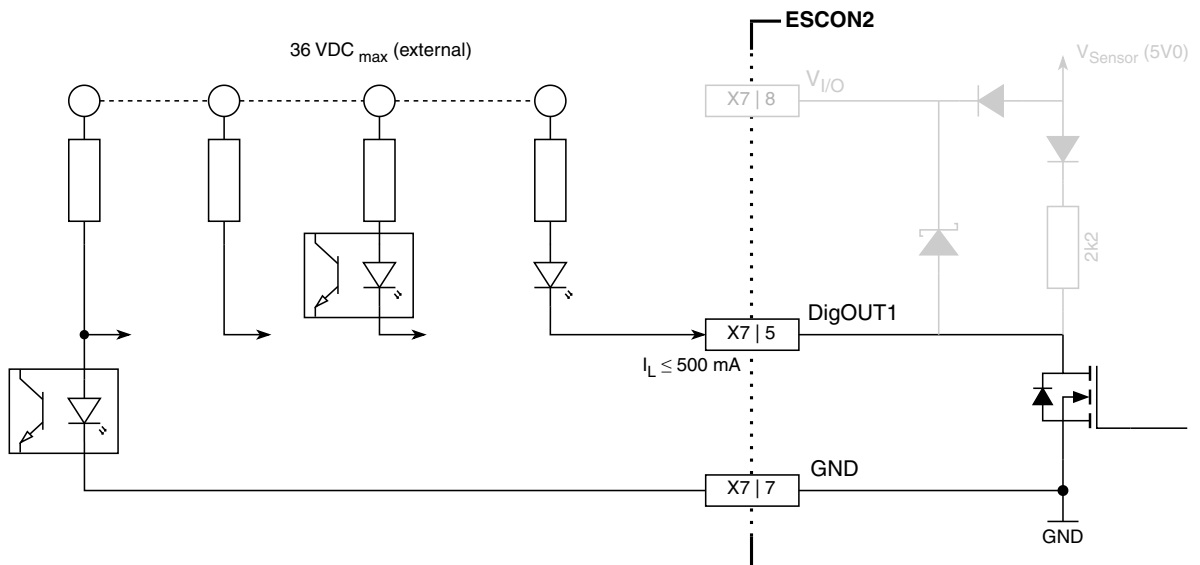 ESCON2
36 VDC max (external)
VSensor (5V0)
X7 | 8
VI/O
2k2
DigOUT1
X7 | 5
IL ≤ 500 mA
GND
X7 | 7
GND